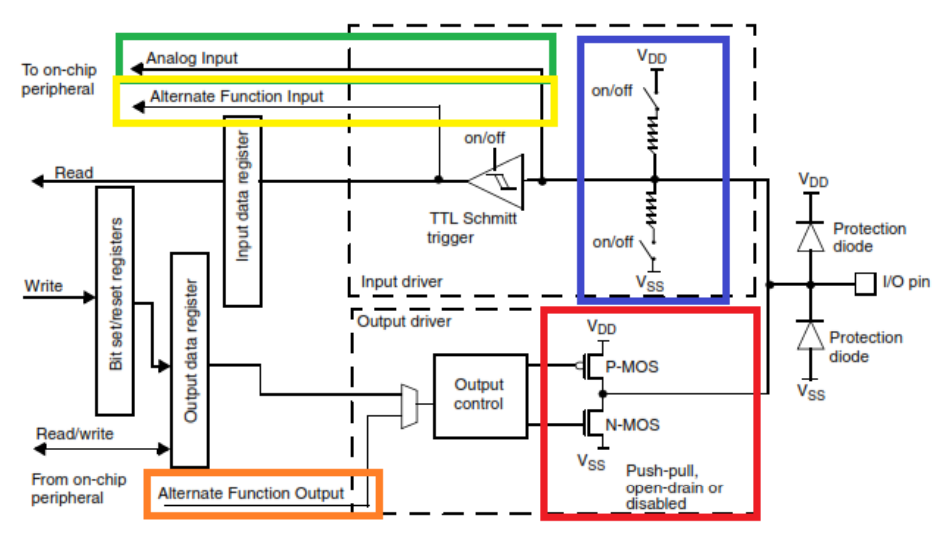 To on-chip
peripheral
Analog Input
Alternate Function Input
Read
Input data register
on/off
TTL Schmitt
trigger
Input driver
VDD
on/off
on/off
VSS
VDD
Protection
diode
I/O pin
Protection
diode
VSS
Write
Bit set/reset registers
Output data register
Read/write
From on-chip
peripheral
Alternate Function Output
Output driver
Output
control
VDD
P-MOS
N-MOS
VSS
Push-pull,
open-drain or
disabled